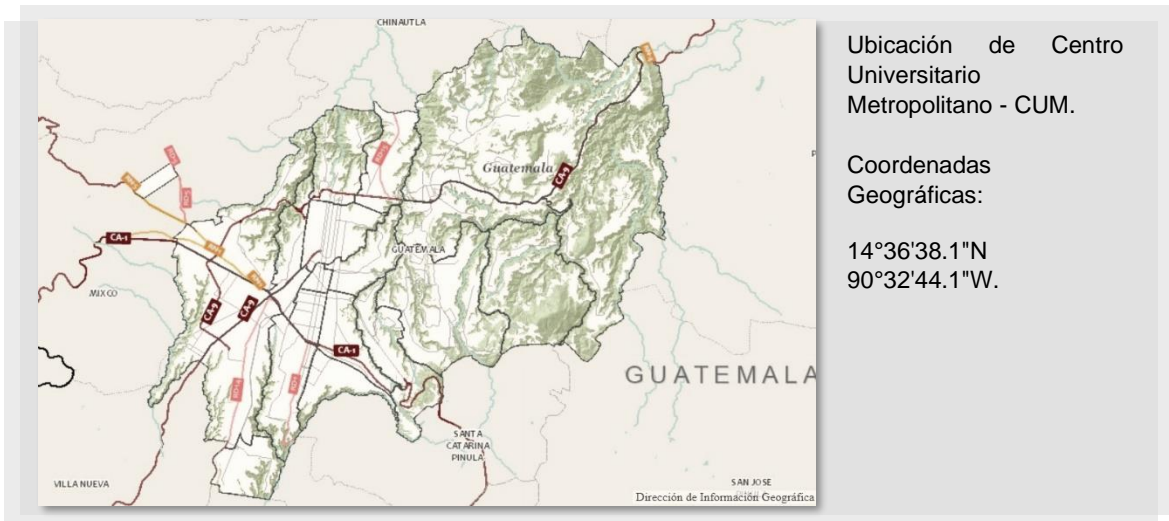 CHINAUTLA
Guatemala
CA-9
GUATEMALA
CA-1
MIXCO
CA-9
CA-9
CA-1
GUATEMALA
SANTA
CATARINA
PINULA
VILLA NUEVA
SAN JOSE
Dirección de Información Geográfica
Ubicación de Centro
Universitario
Metropolitano - CUM.
Coordenadas
Geográficas:
14°36'38.1"N
90°32'44.1"W.